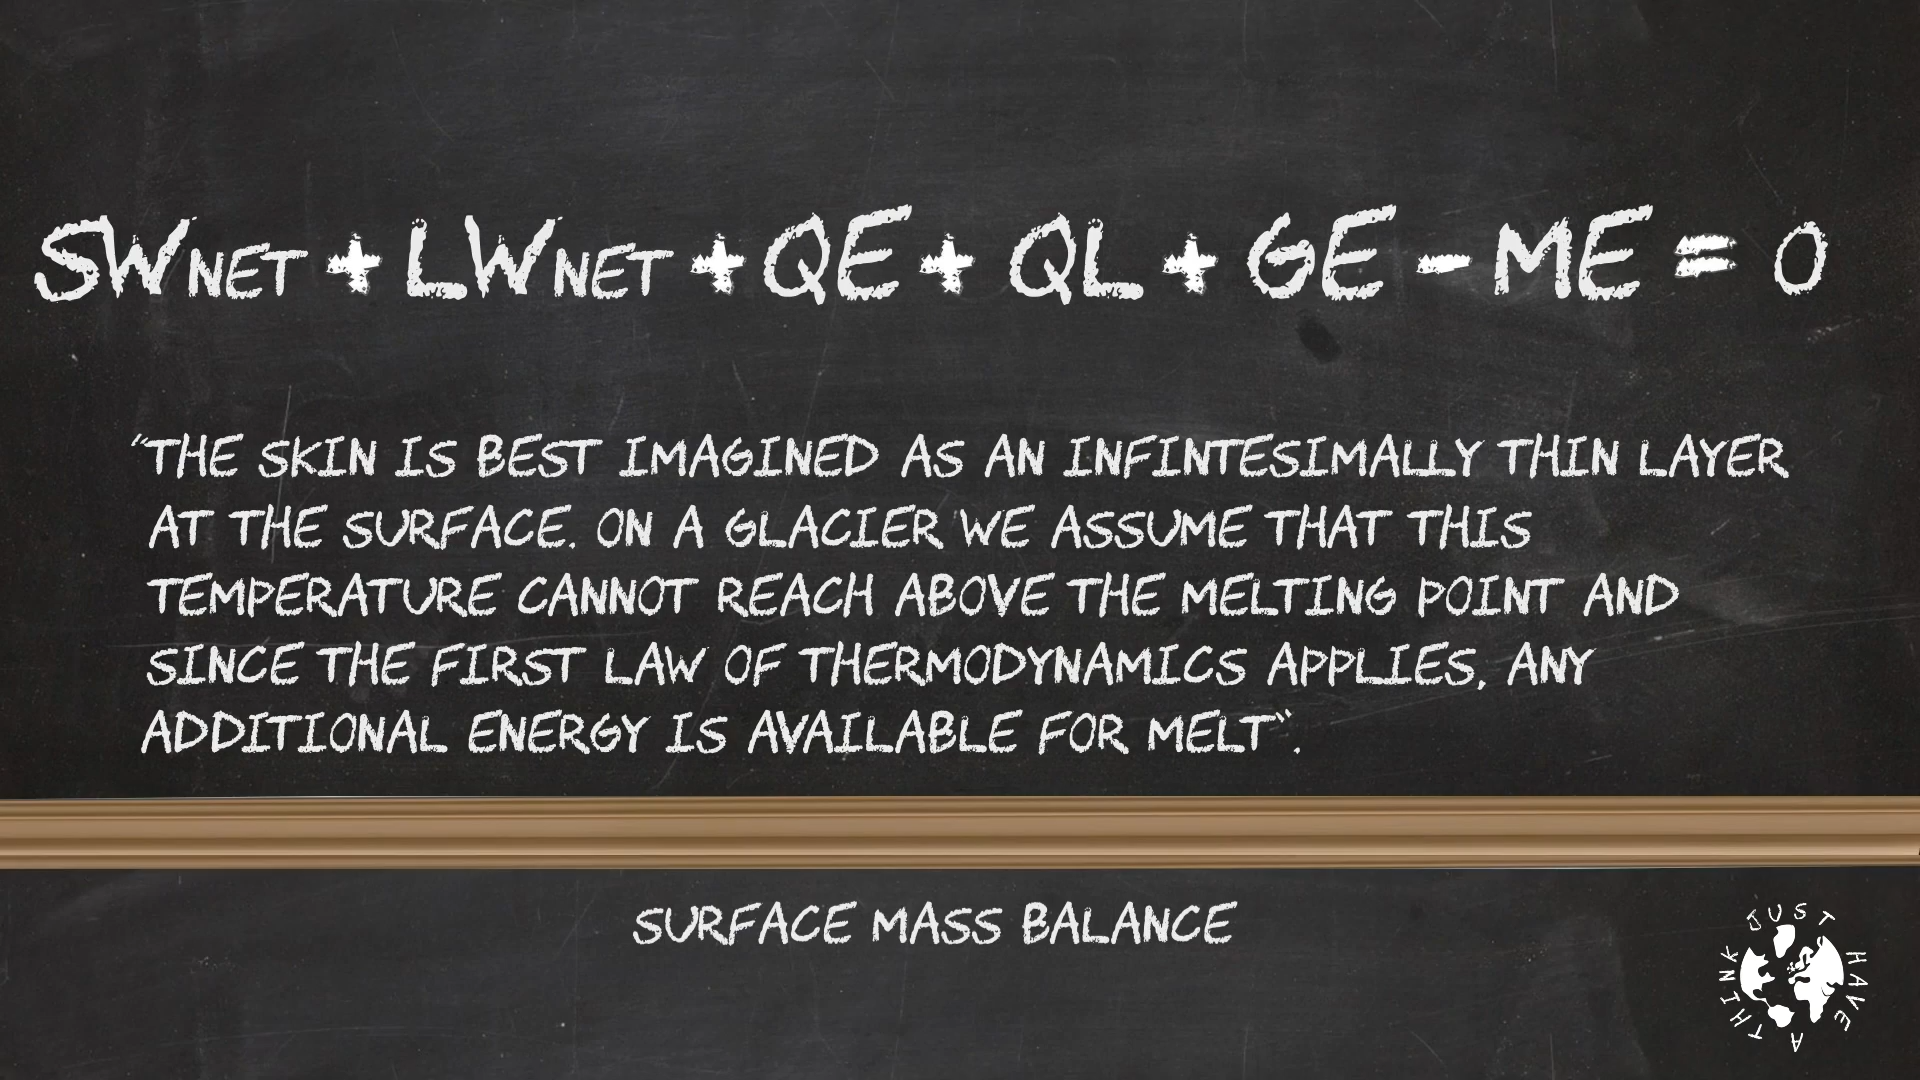 SWNET + LWNET + QE + QL + GE - ME = 0
"THE SKIN IS BEST IMAGINED AS AN INFINTESIMALLY THIN LAYER
AT THE SURFACE. ON A GLACIER WE ASSUME THAT THIS
TEMPERATURE CANNOT REACH ABOVE THE MELTING POINT AND
SINCE THE FIRST LAW OF THERMODYNAMICS APPLIES, ANY
ADDITIONAL ENERGY IS AVAILABLE FOR MELT".
SURFACE MASS BALANCE
JUST HAVE A THINK